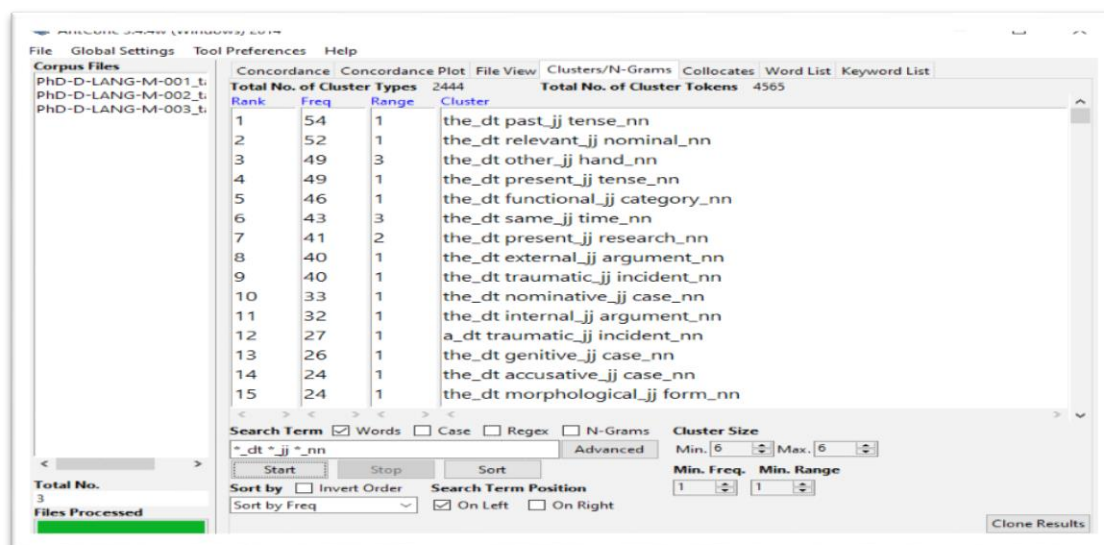 File Global Settings Tool Preferences Help
Corpus Files
PhD-D-LANG-M-001_t
PhD-D-LANG-M-002_t
PhD-D-LANG-M-003_t
Concordance Concordance Plot File View Clusters/N-Grams Collocates Word List Keyword List
Total No. of Cluster Types 2444 Total No. of Cluster Tokens 4565
Rank Freq Range Cluster
1 54 1 the_dt past_jj tense_nn
2 52 1 the_dt relevant_jj nominal_nn
3 49 3 the_dt other_jj hand_nn
4 49 1 the_dt present_jj tense_nn
5 46 1 the_dt functional_jj category_nn
6 43 3 the_dt same_jj time_nn
7 41 2 the_dt present_jj research_nn
8 40 1 the_dt external_jj argument_nn
9 40 1 the_dt traumatic_jj incident_nn
10 33 1 the_dt nominative_jj case_nn
11 32 1 the_dt internal_jj argument_nn
12 27 1 a_dt traumatic_jj incident_nn
13 26 1 the_dt genitive_jj case_nn
14 24 1 the_dt accusative_jj case_nn
15 24 1 the_dt morphological_jj form_nn
Search Term Words Case Regex N-Grams Cluster Size
*_dt *_jj *_nn Advanced Min. 6 Max. 6
Start Stop Sort Min. Freq. Min. Range
Sort by Invert Order Search Term Position 1 1
Sort by Freq On Left On Right
Total No.
3
Files Processed
Clone Results